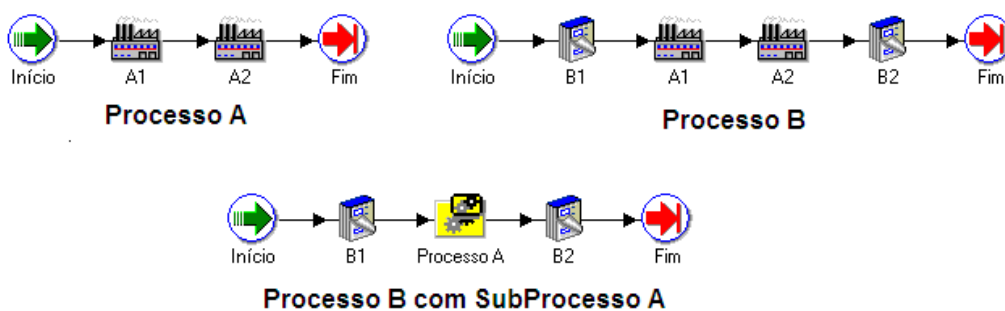 Início A1 A2 Fim
Processo A
Início B1 A1 A2 B2 Fim
Processo B
Início B1 Processo A B2 Fim
Processo B com SubProcesso A